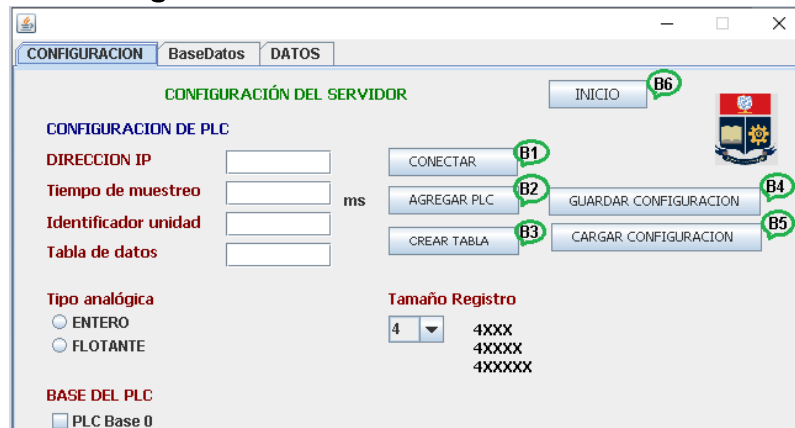 CONFIGURACION BaseDatos DATOS
CONFIGURACIÓN DEL SERVIDOR
INICIO B6
CONFIGURACION DE PLC
DIRECCION IP
CONECTAR B1
Tiempo de muestreo ms
AGREGAR PLC B2
GUARDAR CONFIGURACION B4
Identificador unidad
CREAR TABLA B3
CARGAR CONFIGURACION B5
Tabla de datos
Tipo analógica
ENTERO
FLOTANTE
Tamaño Registro
4
4XXX
4XXXX
4XXXXX
BASE DEL PLC
PLC Base 0